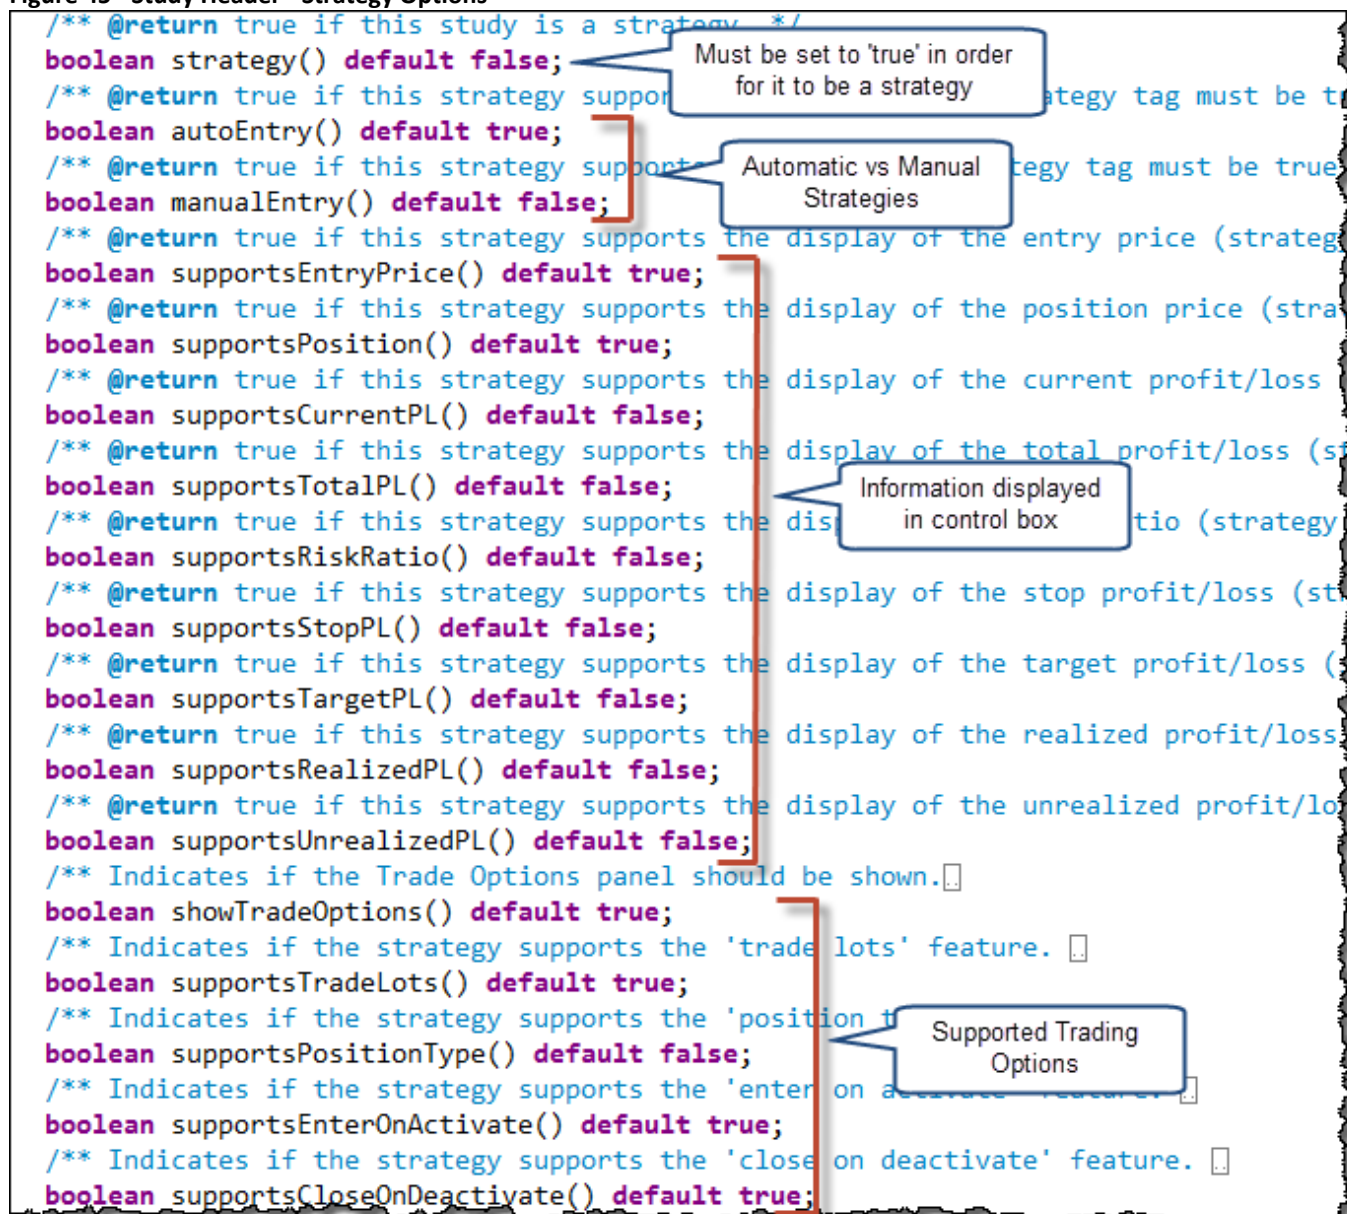 /** @return true if this study is a strategy. */
boolean strategy() default false;
Must be set to 'true' in order
for it to be a strategy
/** @return true if this strategy suppor ategy tag must be
boolean autoEntry() default true;
/** @return true if this strategy supports tegy tag must be true
Automatic vs Manual
Strategies
boolean manualEntry() default false;
/** @return true if this strategy supports the display of the entry price (strateg
boolean supportsEntryPrice() default true;
/** @return true if this strategy supports the display of the position price (stra
boolean supportsPosition() default true;
/** @return true if this strategy supports the display of the current profit/loss
boolean supportsCurrentPL() default false;
/** @return true if this strategy supports the display of the total profit/loss (s
boolean supportsTotalPL() default false;
Information displayed
in control box
/** @return true if this strategy supports the disp tio (strategy
boolean supportsRiskRatio() default false;
/** @return true if this strategy supports the display of the stop profit/loss (st
boolean supportsStopPL() default false;
/** @return true if this strategy supports the display of the target profit/loss (
boolean supportsTargetPL() default false;
/** @return true if this strategy supports the display of the realized profit/loss
boolean supportsRealizedPL() default false;
/** @return true if this strategy supports the display of the unrealized profit/lo
boolean supportsUnrealizedPL() default false;
/** Indicates if the Trade Options panel should be shown.
boolean showTradeOptions() default true;
/** Indicates if the strategy supports the 'trade lots' feature.
boolean supportsTradeLots() default true;
/** Indicates if the strategy supports the 'position t
Supported Trading
Options
boolean supportsPositionType() default false;
/** Indicates if the strategy supports the 'enter on activate' feature.
boolean supportsEnterOnActivate() default true;
/** Indicates if the strategy supports the 'close on deactivate' feature.
boolean supportsCloseOnDeactivate() default true;